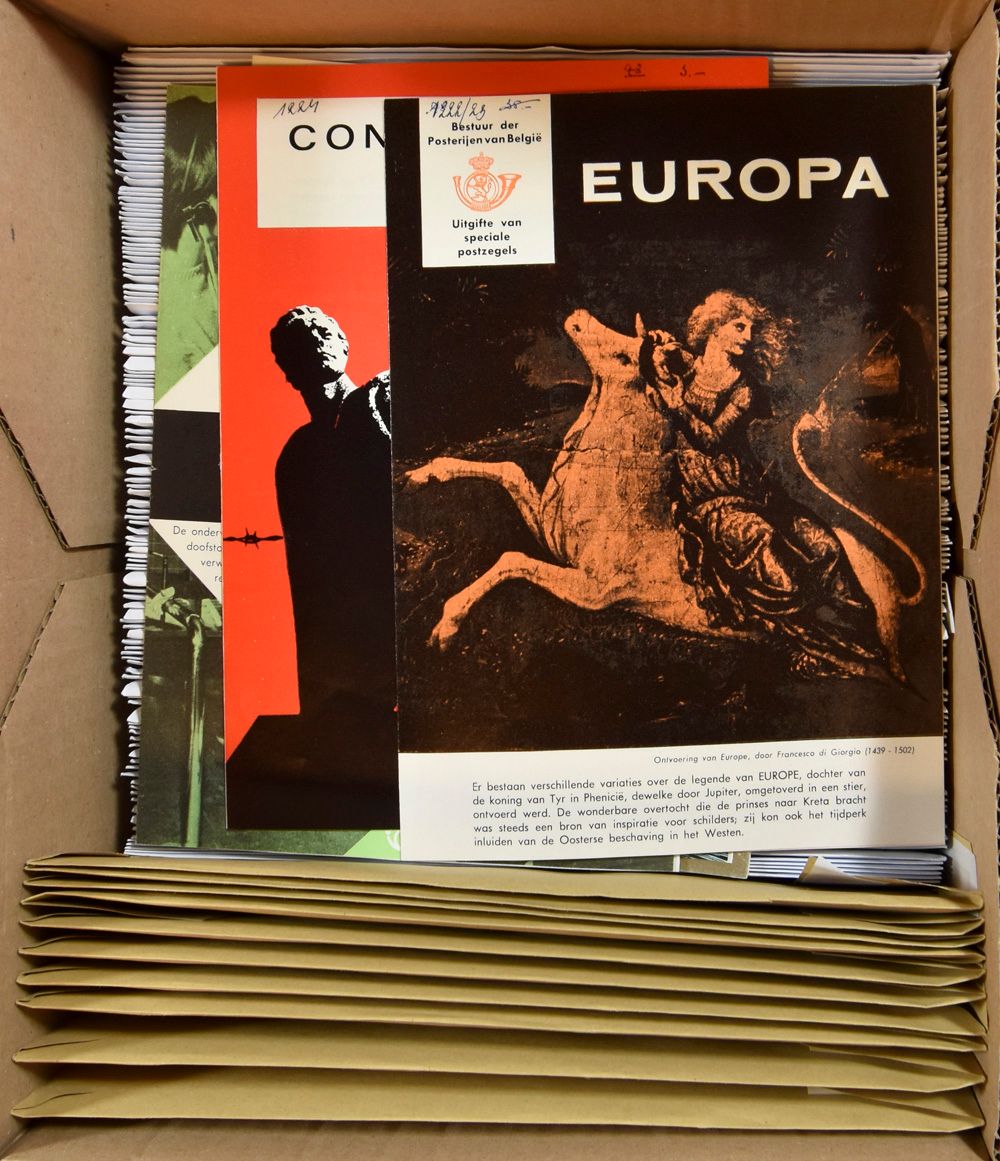 78 3.-
1224
CON
1222/23 38.-
Bestuur der
Posterijen van België
Uitgifte van
speciale
postzegels
EUROPA
De onder
doofsto
verw
re
Ontvoering van Europe, door Francesco di Giorgio (1439 - 1502)
Er bestaan verschillende variaties over de legende van EUROPE, dochter van
de koning van Tyr in Phenicië, dewelke door Jupiter, omgetoverd in een stier,
ontvoerd werd. De wonderbare overtocht die de prinses naar Kreta bracht
was steeds een bron van inspiratie voor schilders; zij kon ook het tijdperk
inluiden van de Oosterse beschaving in het Westen.